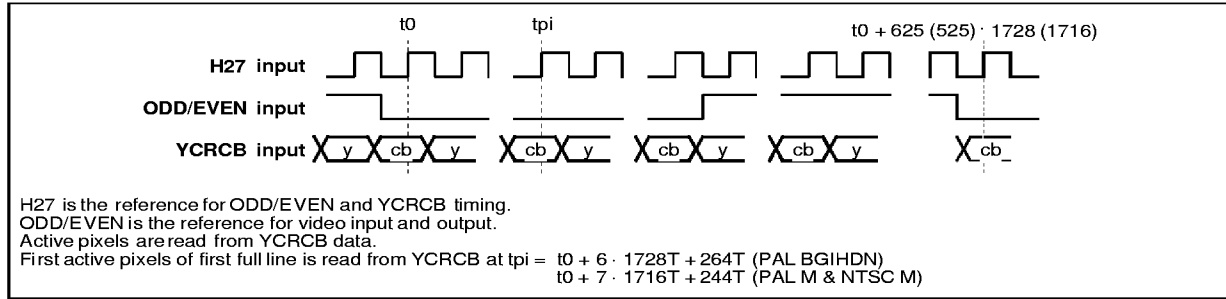 t0 tpi t0 + 625 (525) · 1728 (1716)
H27 input
ODD/EVEN input
YCRCB input y cb y cb y cb y cb y cb
H27 is the reference for ODD/EVEN and YCRCB timing.
ODD/EVEN is the reference for video input and output.
Active pixels are read from YCRCB data.
First active pixels of first full line is read from YCRCB at tpi = t0 + 6 · 1728T + 264T (PAL BGIHDN)
t0 + 7 · 1716T + 244T (PAL M & NTSC M)